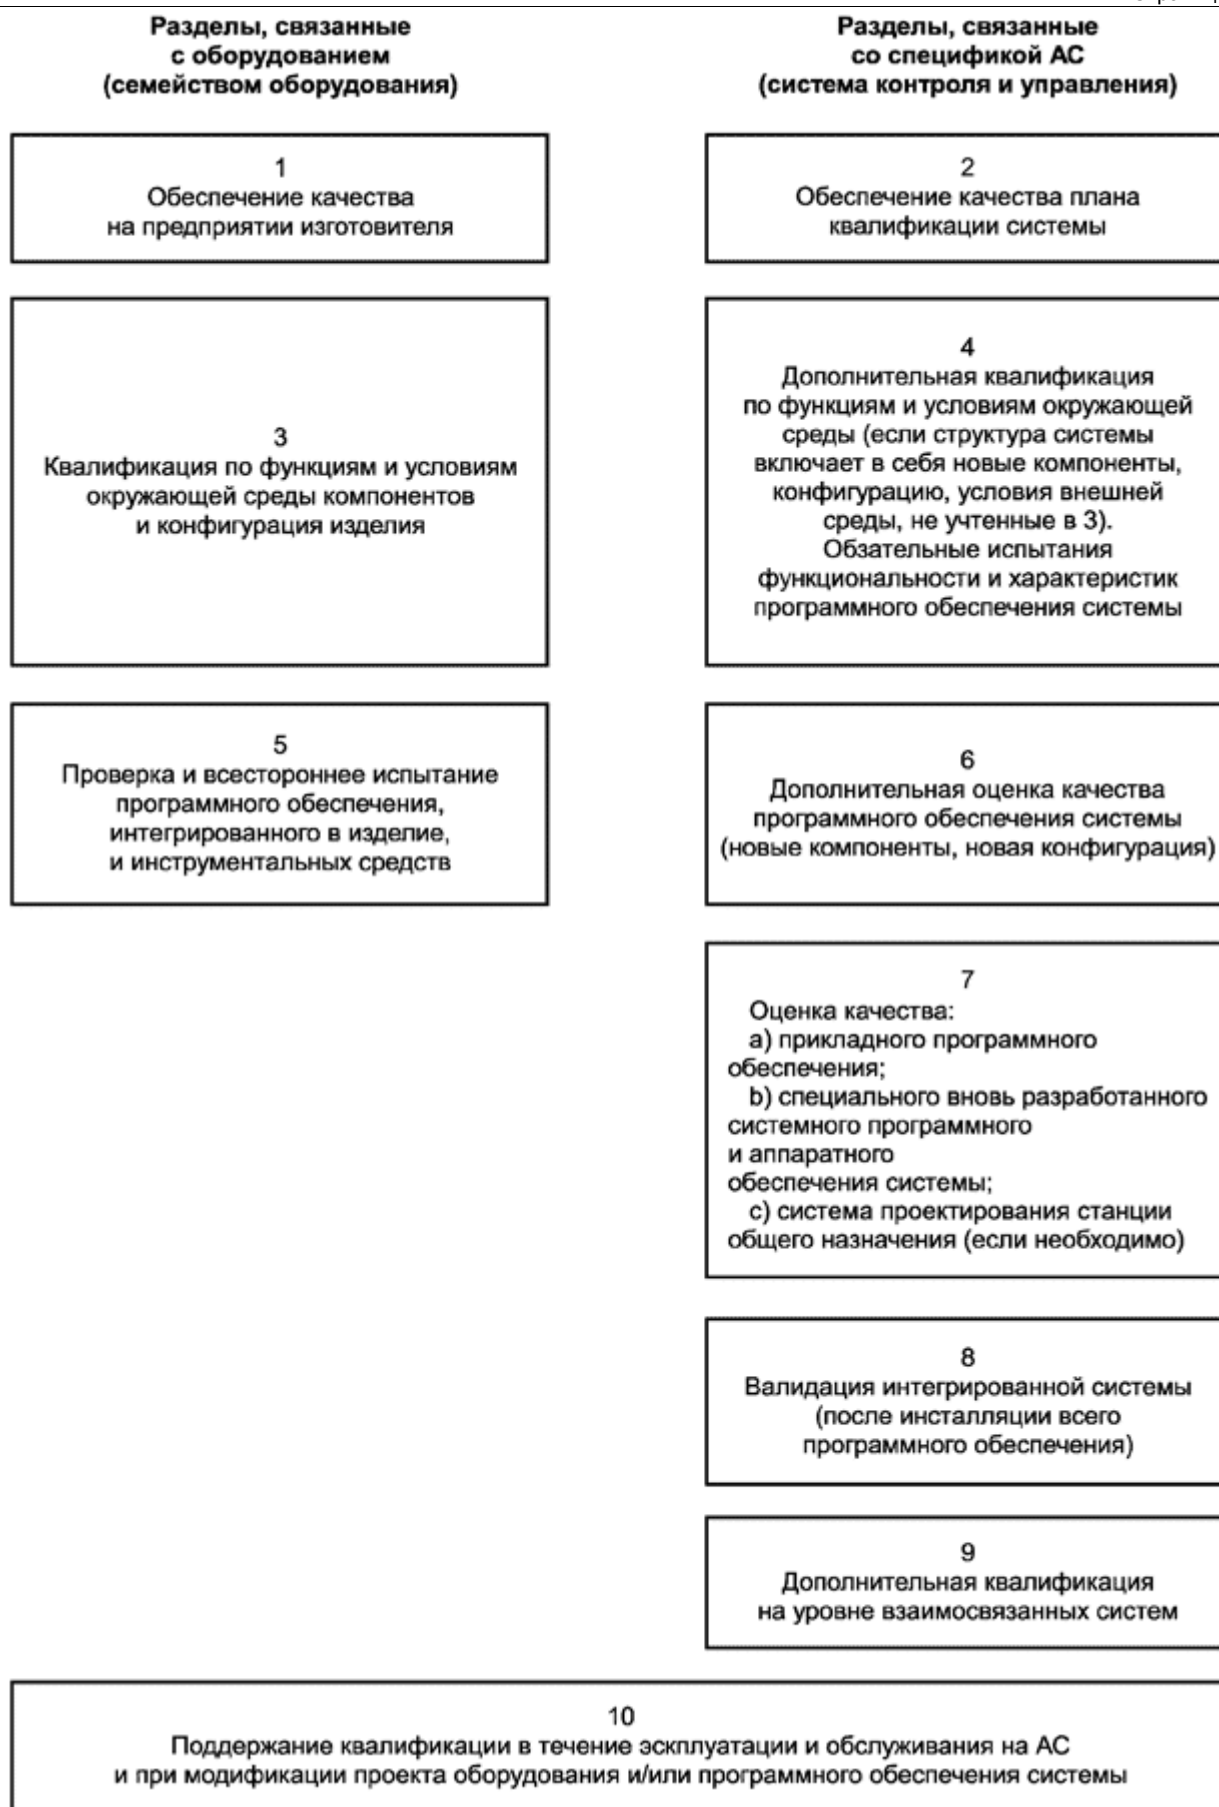 Разделы, связанные
с оборудованием
(семейством оборудования)
Разделы, связанные
со спецификой АС
(система контроля и управления)
1
Обеспечение качества
на предприятии изготовителя
2
Обеспечение качества плана
квалификации системы
3
Квалификация по функциям и условиям
окружающей среды компонентов
и конфигурация изделия
4
Дополнительная квалификация
по функциям и условиям окружающей
среды (если структура системы
включает в себя новые компоненты,
конфигурацию, условия внешней
среды, не учтенные в 3).
Обзательные испытания
функциональности и характеристик
программного обеспечения системы
5
Проверка и всестороннее испытание
программного обеспечения,
интегрированного в изделие,
и инструментальных средств
6
Дополнительная оценка качества
программного обеспечения системы
(новые компоненты, новая конфигурация)
7
Оценка качества:
a) прикладного программного
обеспечения;
b) специального вновь разработанного
системного программного
и аппаратного
обеспечения системы;
c) система проектирования станции
общего назначения (если необходимо)
8
Валидация интегрированной системы
(после инсталляции всего
программного обеспечения)
9
Дополнительная квалификация
на уровне взаимосвязанных систем
10
Поддержание квалификации в течение эскплуатации и обслуживания на АС
и при модификации проекта оборудования и/или программного обеспечения системы